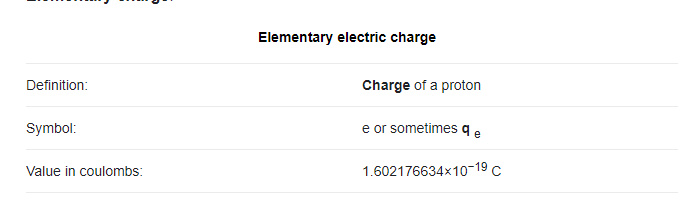 Elementary electric charge
Definition: Charge of a proton
Symbol: e or sometimes q e
Value in coulombs: 1.602176634×10−19 C